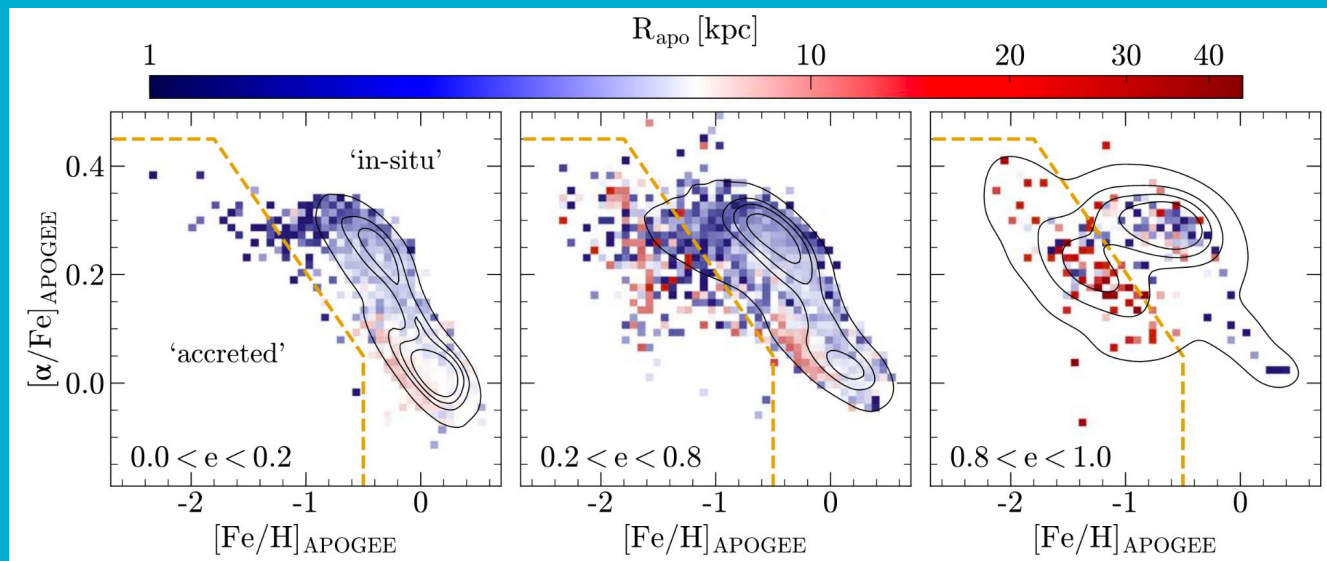 R_apo [kpc]
1 10 20 30 40
[α/Fe]_APOGEE
0.4
0.2
0.0
'in-situ'
'accreted'
0.0 < e < 0.2
0.2 < e < 0.8
0.8 < e < 1.0
-2 -1 0
-2 -1 0
-2 -1 0
[Fe/H]_APOGEE
[Fe/H]_APOGEE
[Fe/H]_APOGEE